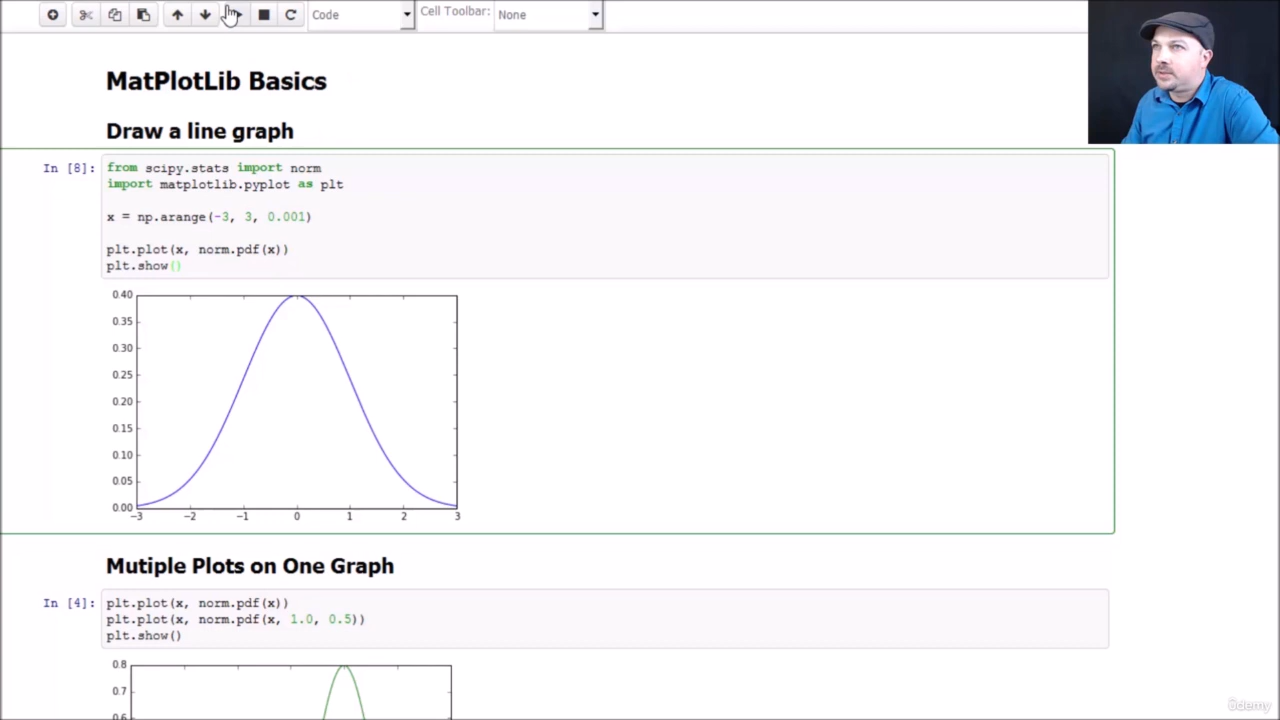 Code
Cell Toolbar:
None
MatPlotLib Basics
Draw a line graph
In [8]:
from scipy.stats import norm
import matplotlib.pyplot as plt
x = np.arange(-3, 3, 0.001)
plt.plot(x, norm.pdf(x))
plt.show()
0.40
0.35
0.30
0.25
0.20
0.15
0.10
0.05
0.00
−3 −2 −1 0 1 2 3
Mutiple Plots on One Graph
In [4]:
plt.plot(x, norm.pdf(x))
plt.plot(x, norm.pdf(x, 1.0, 0.5))
plt.show()
0.8
0.7
0.6
ûdemy